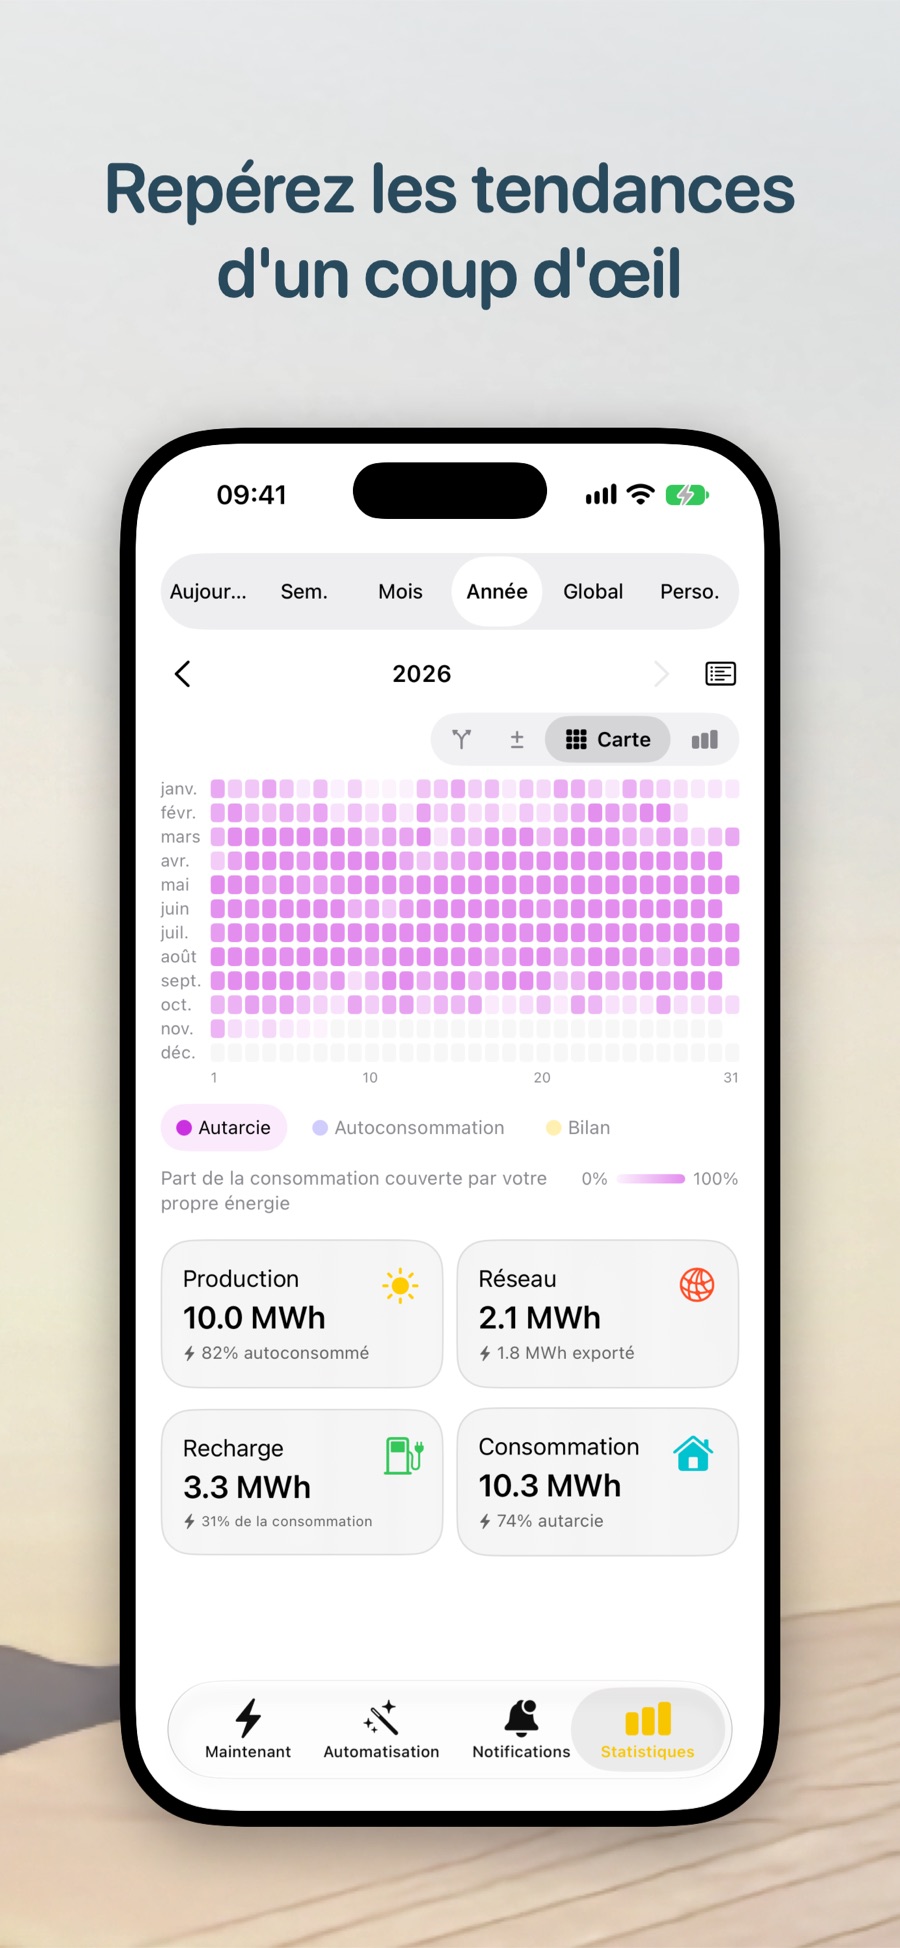 Repérez les tendances
d'un coup d'œil
09:41
Aujour... Sem. Mois Année Global Perso.
2026
Carte
janv.
févr.
mars
avr.
mai
juin
juil.
août
sept.
oct.
nov.
déc.
1 10 20 31
Autarcie Autoconsommation Bilan
Part de la consommation couverte par votre 0% 100%
propre énergie
Production
10.0 MWh
82% autoconsommé
Réseau
2.1 MWh
1.8 MWh exporté
Recharge
3.3 MWh
31% de la consommation
Consommation
10.3 MWh
74% autarcie
Maintenant Automatisation Notifications Statistiques